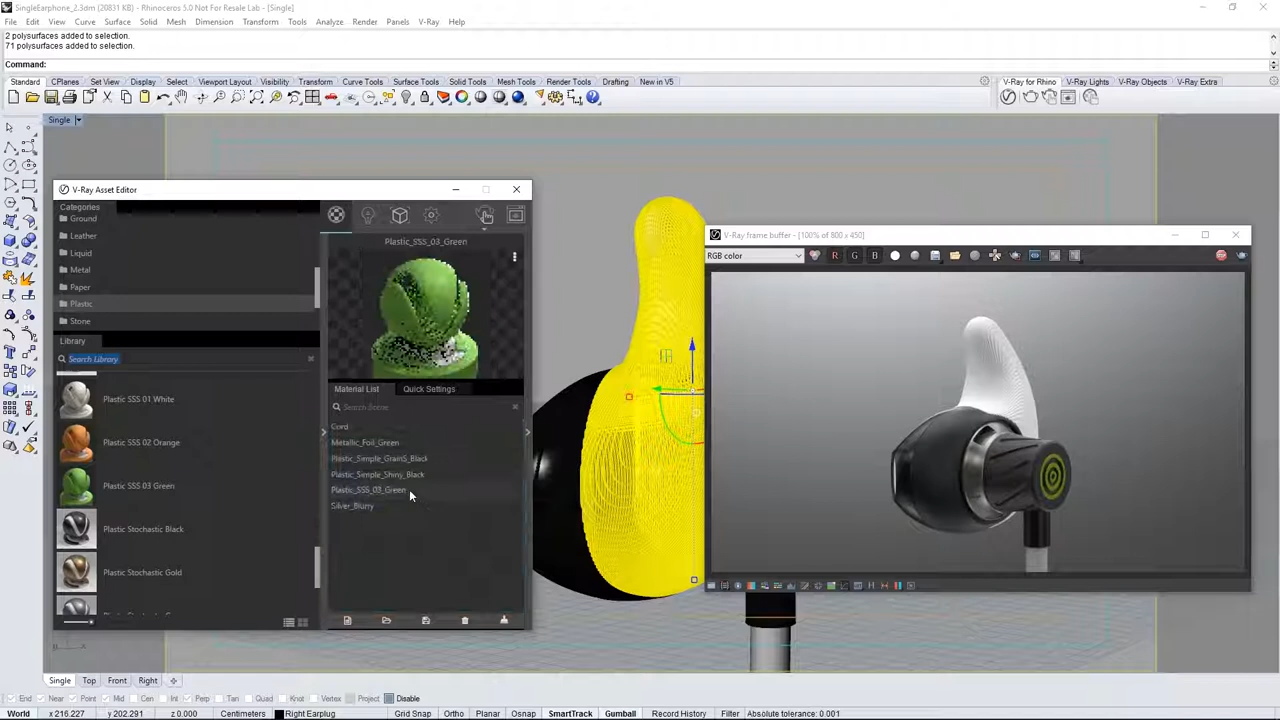 SingleEarphone_2.3dm (20831 KB) - Rhinoceros 5.0 Not For Resale Lab - [Single]
File Edit View Curve Surface Solid Mesh Dimension Transform Tools Analyze Render Panels V-Ray Help
2 polysurfaces added to selection.
71 polysurfaces added to selection.
Command:
Standard CPlanes Set View Display Select Viewport Layout Visibility Transform Curve Tools Surface Tools Solid Tools Mesh Tools Render Tools Drafting New in V5 V-Ray for Rhino V-Ray Lights V-Ray Objects V-Ray Extra
Single
V-Ray Asset Editor
Categories
Ground
Leather
Liquid
Metal
Paper
Plastic
Stone
Library
Search Library
Plastic SSS 01 White
Plastic SSS 02 Orange
Plastic SSS 03 Green
Plastic Stochastic Black
Plastic Stochastic Gold
Plastic_SSS_03_Green
Material List Quick Settings
Search Scene
Cord
Metallic_Foil_Green
Plastic_Simple_GrainS_Black
Plastic_Simple_Shiny_Black
Plastic_SSS_03_Green
Silver_Blurry
V-Ray frame buffer - [100% of 800 x 450]
RGB color R G B
Single Top Front Right
End Near Point Mid Cen Int Perp Tan Quad Knot Vertex Project Disable
World x 216.227 y 202.291 z 0.000 Centimeters Right Earplug Grid Snap Ortho Planar Osnap SmartTrack Gumball Record History Filter Absolute tolerance: 0.001